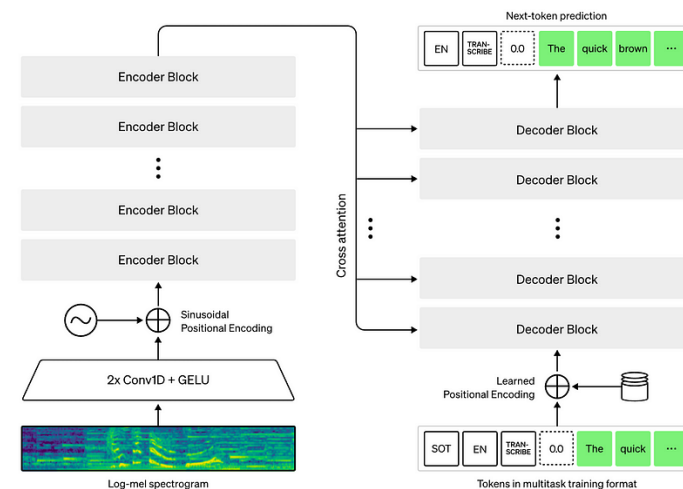 Next-token prediction
EN
TRAN-
SCRIBE
0.0
The
quick
brown
...
Encoder Block
Encoder Block
Encoder Block
Encoder Block
Sinusoidal
Positional Encoding
2x Conv1D + GELU
Log-mel spectrogram
Cross attention
Decoder Block
Decoder Block
Decoder Block
Decoder Block
Learned
Positional Encoding
SOT
EN
TRAN-
SCRIBE
0.0
The
quick
...
Tokens in multitask training format